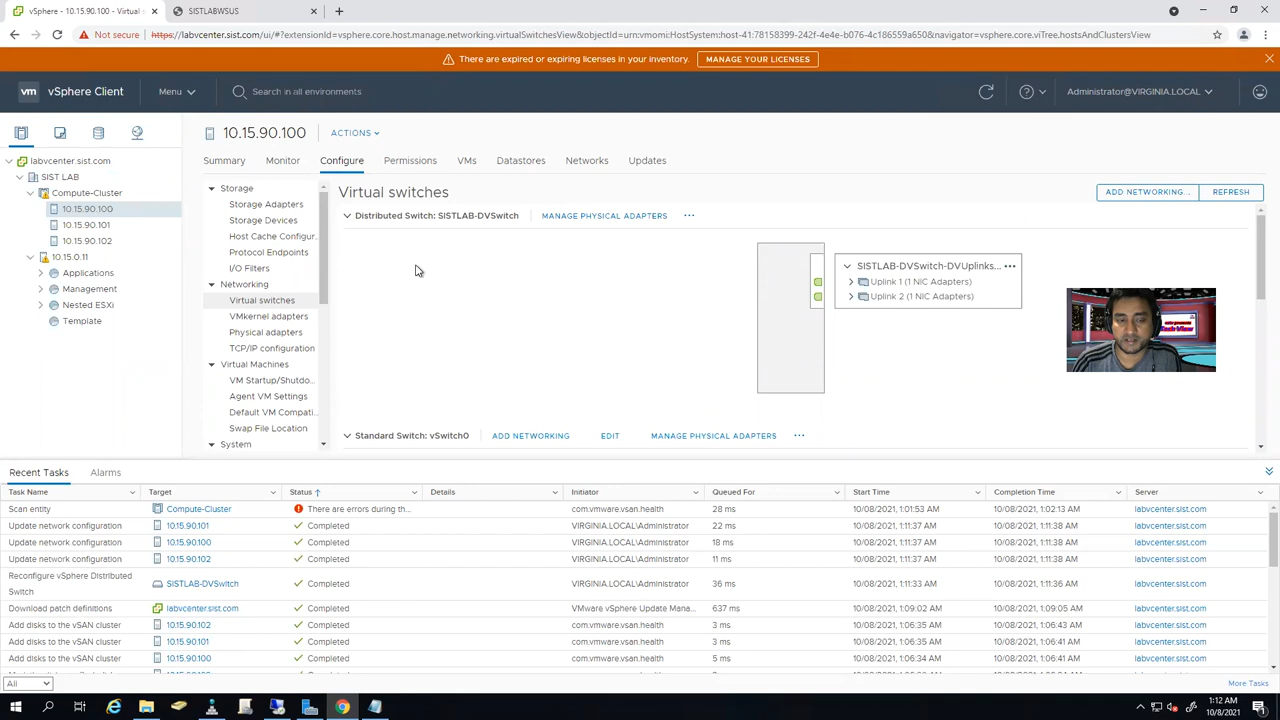 vSphere - 10.15.90.100 - Virtual
SISTLABWSUS
Not secure
https://labvcenter.sist.com/ui/#?extensionId=vsphere.core.host.manage.networking.virtualSwitchesView&objectId=urn:vmomi:HostSystem:host-41:78158399-242f-4e4e-b076-4c186559a650&navigator=vsphere.core.viTree.hostsAndClustersView
There are expired or expiring licenses in your inventory.
MANAGE YOUR LICENSES
vm vSphere Client
Menu
Search in all environments
Administrator@VIRGINIA.LOCAL
labvcenter.sist.com
SIST LAB
Compute-Cluster
10.15.90.100
10.15.90.101
10.15.90.102
10.15.0.11
Applications
Management
Nested ESXi
Template
10.15.90.100
ACTIONS
Summary Monitor Configure Permissions VMs Datastores Networks Updates
Storage
Storage Adapters
Storage Devices
Host Cache Configur...
Protocol Endpoints
I/O Filters
Networking
Virtual switches
VMkernel adapters
Physical adapters
TCP/IP configuration
Virtual Machines
VM Startup/Shutdo...
Agent VM Settings
Default VM Compati...
Swap File Location
System
Virtual switches
ADD NETWORKING... REFRESH
Distributed Switch: SISTLAB-DVSwitch MANAGE PHYSICAL ADAPTERS ...
SISTLAB-DVSwitch-DVUplinks... ...
Uplink 1 (1 NIC Adapters)
Uplink 2 (1 NIC Adapters)
Standard Switch: vSwitch0 ADD NETWORKING EDIT MANAGE PHYSICAL ADAPTERS ...
Recent Tasks Alarms
Task Name Target Status Details Initiator Queued For Start Time Completion Time Server
Scan entity Compute-Cluster There are errors during th... com.vmware.vsan.health 28 ms 10/08/2021, 1:01:53 AM 10/08/2021, 1:02:13 AM labvcenter.sist.com
Update network configuration 10.15.90.101 Completed VIRGINIA.LOCAL\Administrator 22 ms 10/08/2021, 1:11:37 AM 10/08/2021, 1:11:38 AM labvcenter.sist.com
Update network configuration 10.15.90.100 Completed VIRGINIA.LOCAL\Administrator 18 ms 10/08/2021, 1:11:37 AM 10/08/2021, 1:11:38 AM labvcenter.sist.com
Update network configuration 10.15.90.102 Completed VIRGINIA.LOCAL\Administrator 11 ms 10/08/2021, 1:11:37 AM 10/08/2021, 1:11:38 AM labvcenter.sist.com
Reconfigure vSphere Distributed
Switch SISTLAB-DVSwitch Completed VIRGINIA.LOCAL\Administrator 36 ms 10/08/2021, 1:11:33 AM 10/08/2021, 1:11:36 AM labvcenter.sist.com
Download patch definitions labvcenter.sist.com Completed VMware vSphere Update Mana... 637 ms 10/08/2021, 1:09:02 AM 10/08/2021, 1:09:05 AM labvcenter.sist.com
Add disks to the vSAN cluster 10.15.90.102 Completed com.vmware.vsan.health 3 ms 10/08/2021, 1:06:35 AM 10/08/2021, 1:06:43 AM labvcenter.sist.com
Add disks to the vSAN cluster 10.15.90.101 Completed com.vmware.vsan.health 3 ms 10/08/2021, 1:06:35 AM 10/08/2021, 1:06:41 AM labvcenter.sist.com
Add disks to the vSAN cluster 10.15.90.100 Completed com.vmware.vsan.health 5 ms 10/08/2021, 1:06:34 AM 10/08/2021, 1:06:41 AM labvcenter.sist.com
All
More Tasks
1:12 AM
10/8/2021